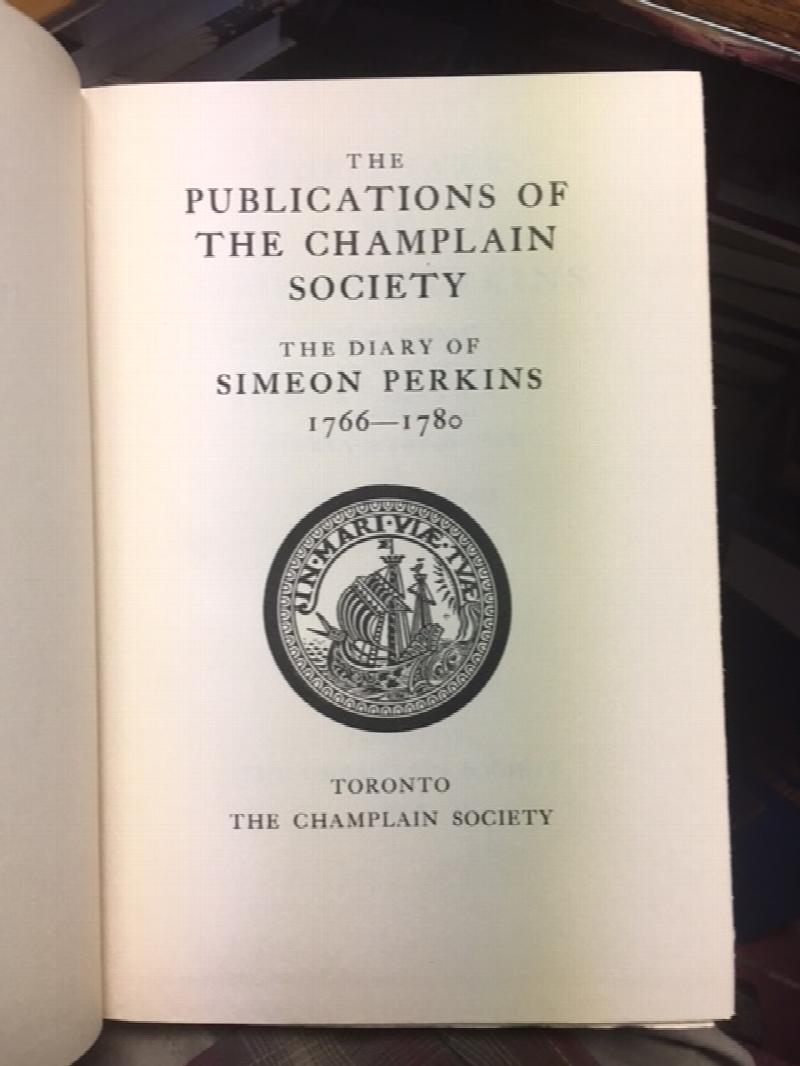 THE
PUBLICATIONS OF
THE CHAMPLAIN
SOCIETY
THE DIARY OF
SIMEON PERKINS
1766—1780
IN·MARI·VIÆ·TVÆ
TORONTO
THE CHAMPLAIN SOCIETY